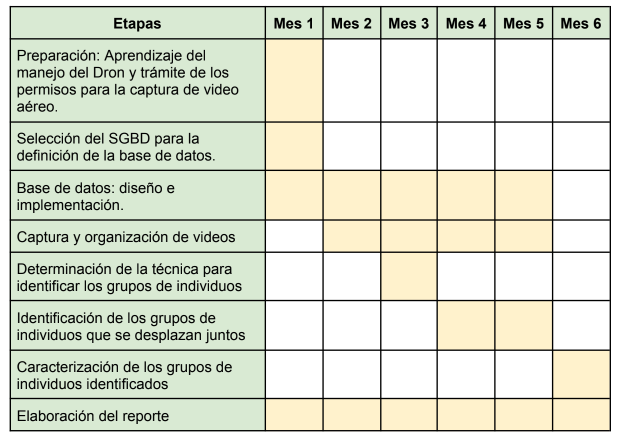 Etapas Mes 1 Mes 2 Mes 3 Mes 4 Mes 5 Mes 6
Preparación: Aprendizaje del
manejo del Dron y trámite de los
permisos para la captura de video
aéreo.
Selección del SGBD para la
definición de la base de datos.
Base de datos: diseño e
implementación.
Captura y organización de videos
Determinación de la técnica para
identificar los grupos de individuos
Identificación de los grupos de
individuos que se desplazan juntos
Caracterización de los grupos de
individuos identificados
Elaboración del reporte